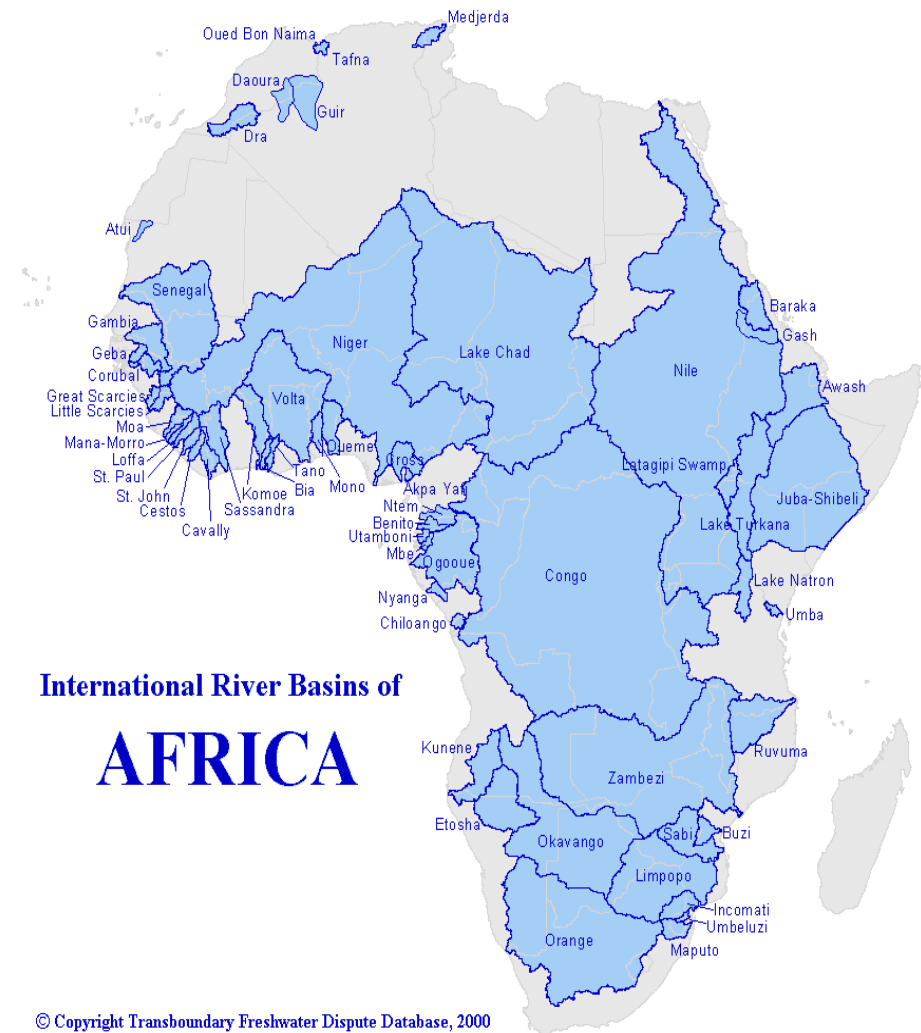 Medjerda
Oued Bon Naima
Tafna
Daoura
Guir
Dra
Atui
Senegal
Gambia
Geba
Corubal
Great Scarcies
Little Scarcies
Moa
Mana-Morro
Loffa
St. Paul
St. John
Cestos
Cavally
Sassandra
Komoe
Bia
Tano
Mono
Volta
Oueme
Niger
Lake Chad
Nile
Baraka
Gash
Awash
Cross
Akpa Yafi
Latagipi Swamp
Juba-Shibeli
Lake Turkana
Ntem
Benito
Utamboni
Mbe
Ogooue
Nyanga
Chiloango
Congo
Lake Natron
Umba
International River Basins of
AFRICA
Kunene
Etosha
Zambezi
Ruvuma
Okavango
Sabi
Buzi
Limpopo
Incomati
Umbeluzi
Maputo
Orange
© Copyright Transboundary Freshwater Dispute Database, 2000